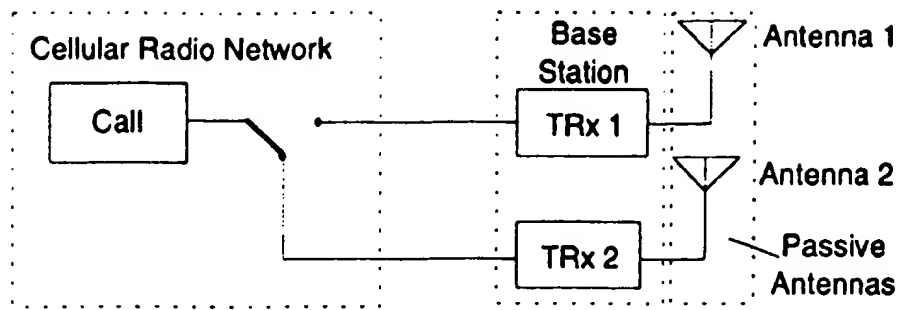 Cellular Radio Network
Call
Base
Station
TRx 1
TRx 2
Antenna 1
Antenna 2
Passive
Antennas